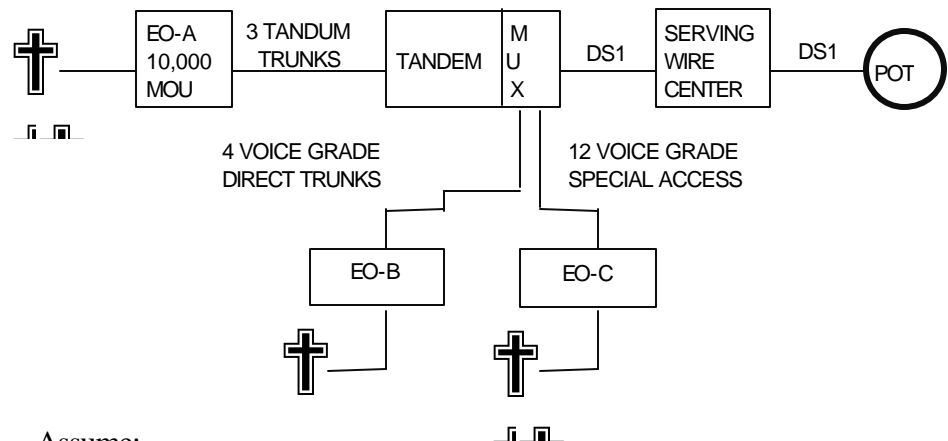 EO-A
10,000
MOU
3 TANDUM
TRUNKS
TANDEM
M
U
X
DS1
SERVING
WIRE
CENTER
DS1
POT
4 VOICE GRADE
DIRECT TRUNKS
12 VOICE GRADE
SPECIAL ACCESS
EO-B
EO-C
Assume: